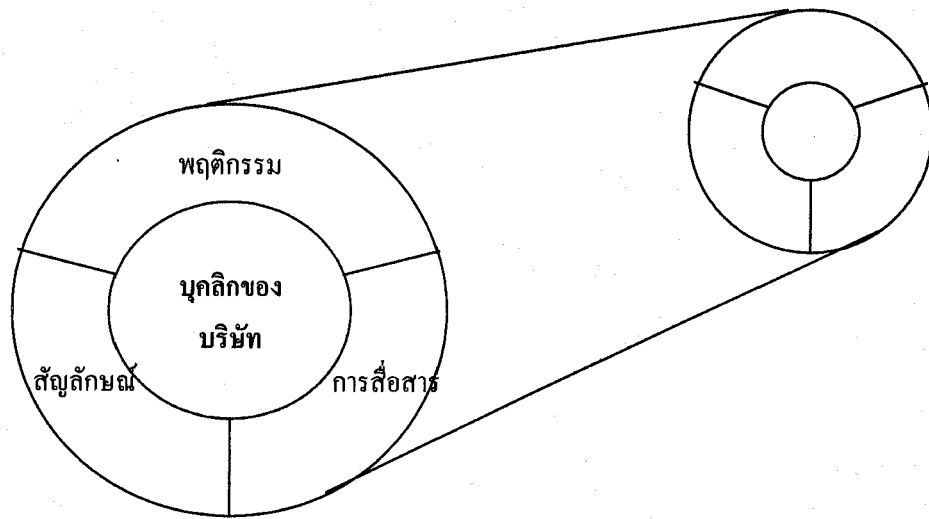 พฤติกรรม
บุคลิกของ
บริษัท
สัญลักษณ์
การสื่อสาร